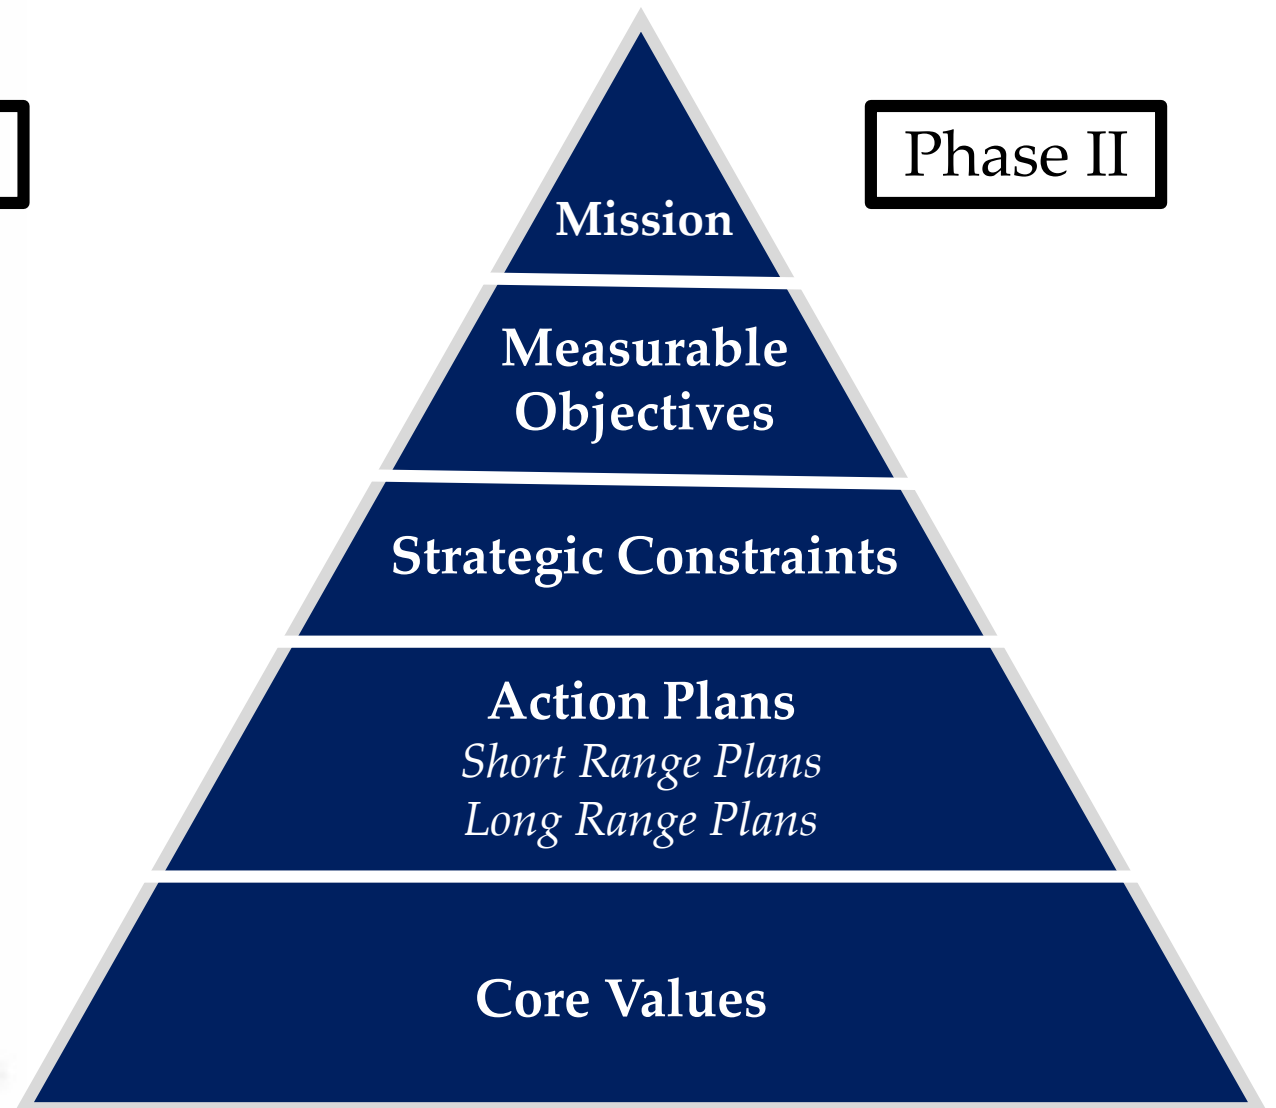 Phase II
Mission
Measurable
Objectives
Strategic Constraints
Action Plans
Short Range Plans
Long Range Plans
Core Values